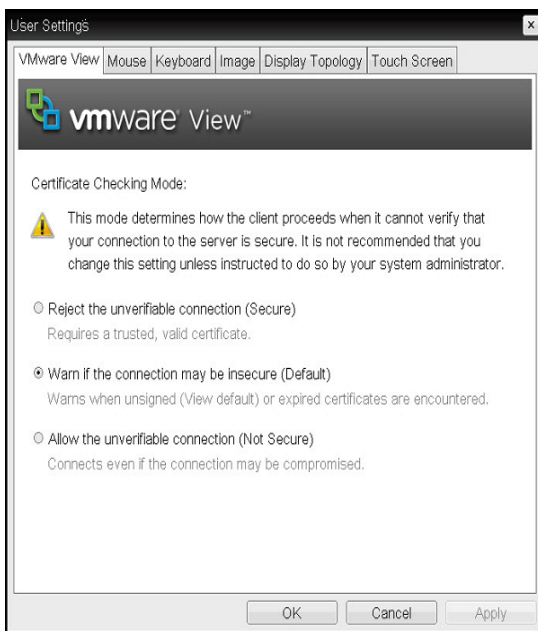 User Settings
VMware View Mouse Keyboard Image Display Topology Touch Screen
vmware® View™
Certificate Checking Mode:
This mode determines how the client proceeds when it cannot verify that
your connection to the server is secure. It is not recommended that you
change this setting unless instructed to do so by your system administrator.
Reject the unverifiable connection (Secure)
Requires a trusted, valid certificate.
Warn if the connection may be insecure (Default)
Warns when unsigned (View default) or expired certificates are encountered.
Allow the unverifiable connection (Not Secure)
Connects even if the connection may be compromised.
OK Cancel Apply